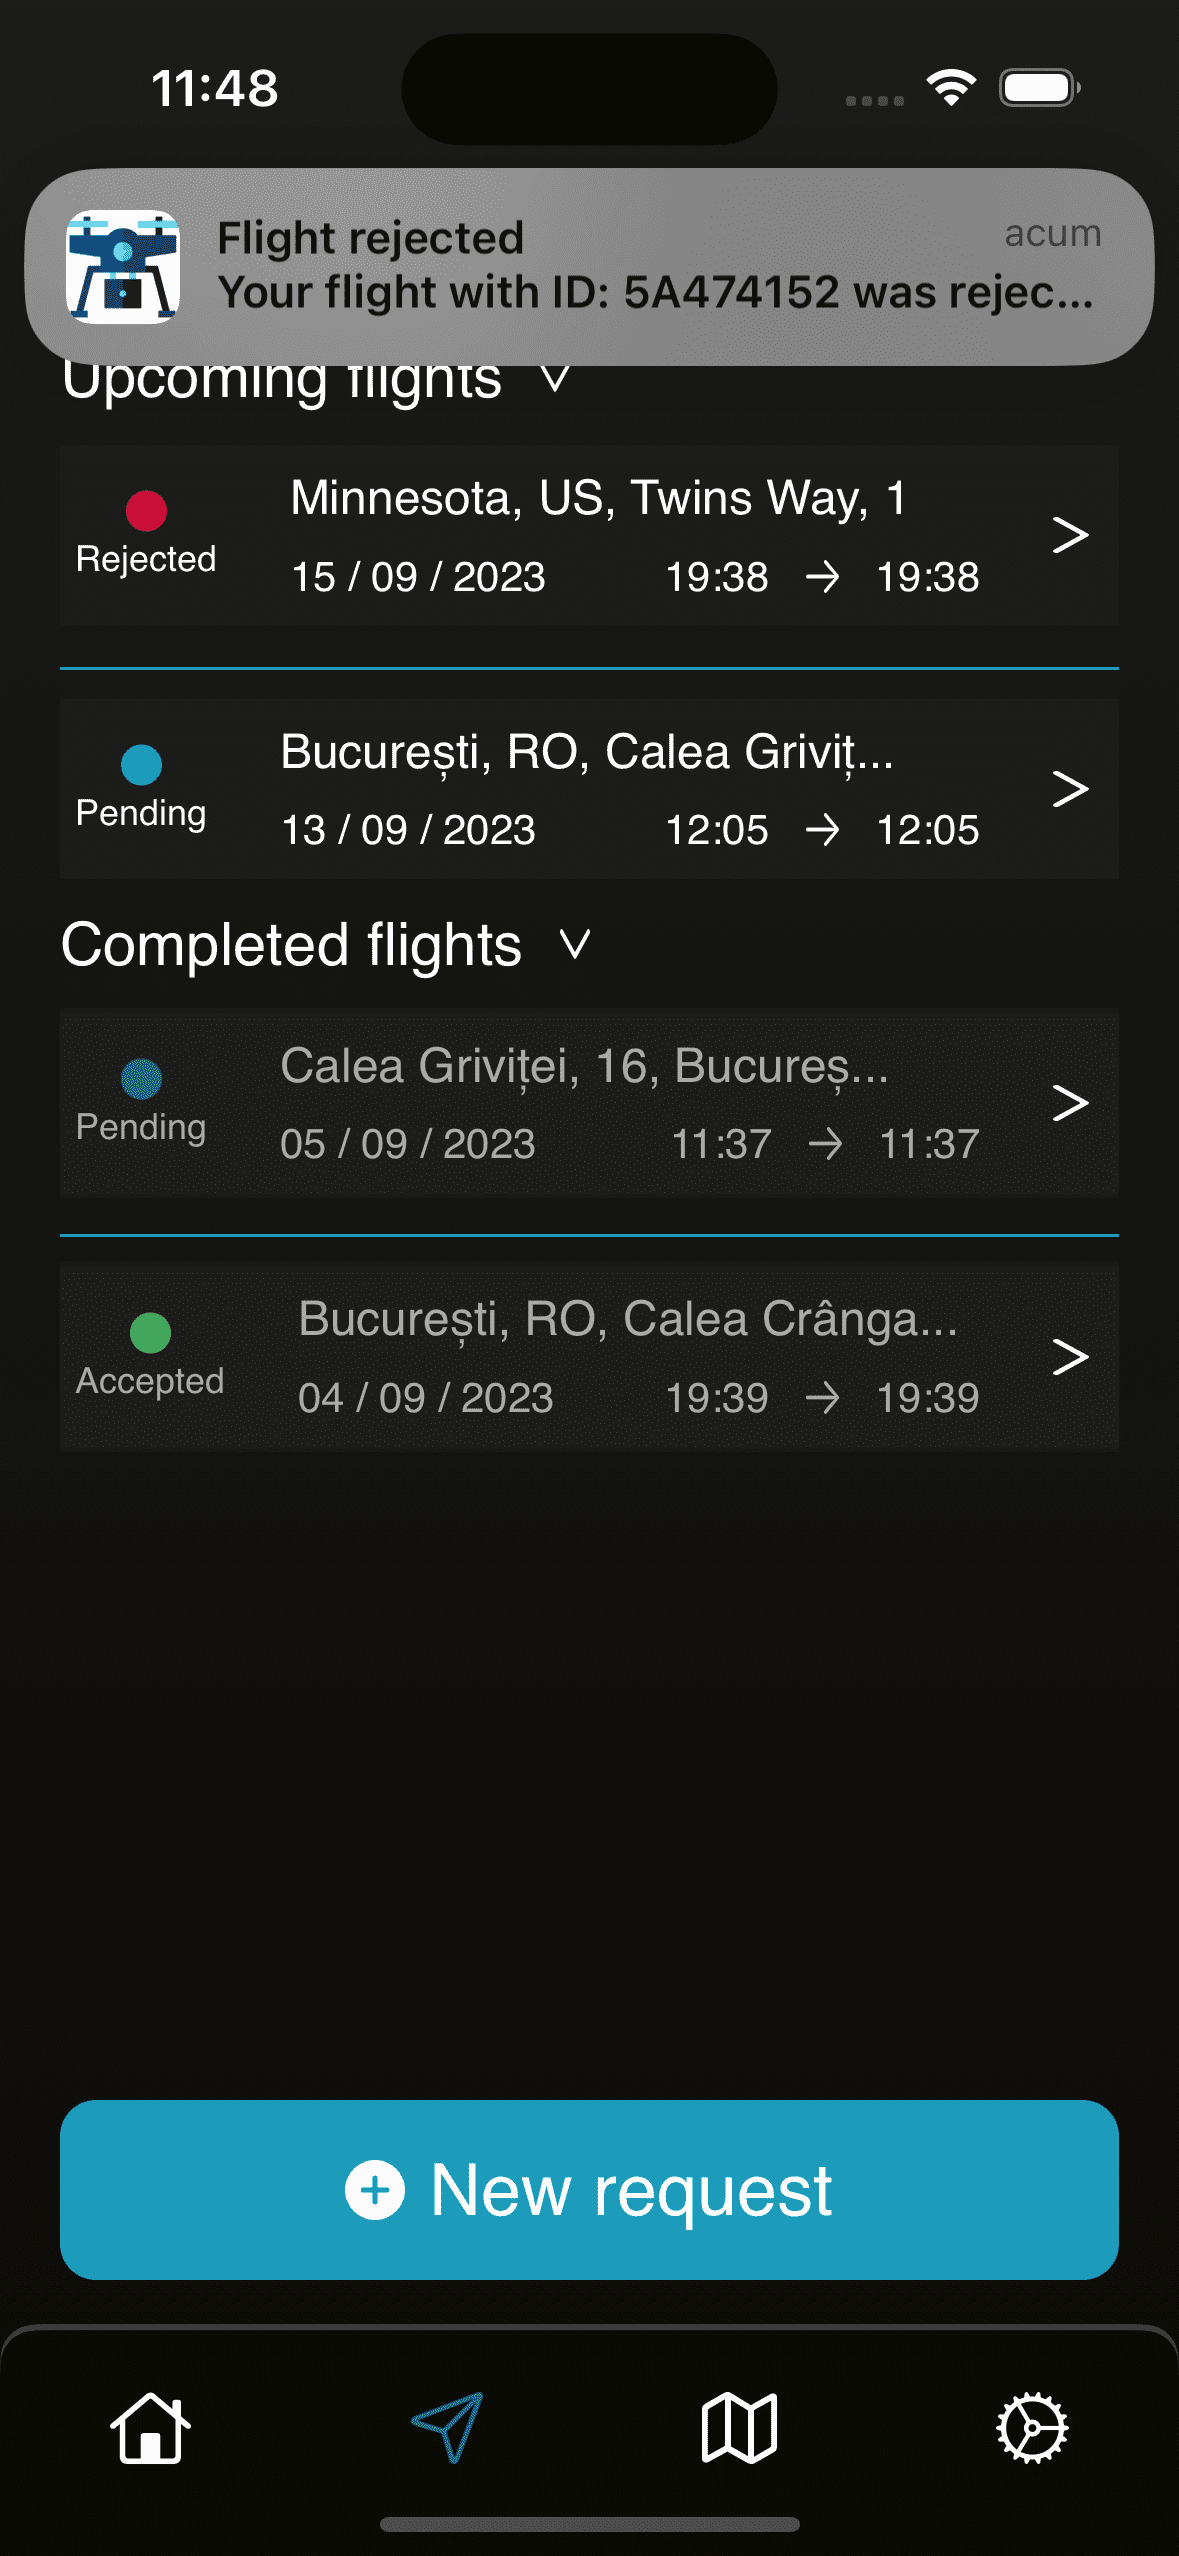 11:48
Flight rejected
acum
Your flight with ID: 5A474152 was rejec...
Upcoming flights
Minnesota, US, Twins Way, 1
Rejected
15 / 09 / 2023 19:38 → 19:38
București, RO, Calea Griviț...
Pending
13 / 09 / 2023 12:05 → 12:05
Completed flights
Calea Griviței, 16, Bucureș...
Pending
05 / 09 / 2023 11:37 → 11:37
București, RO, Calea Crânga...
Accepted
04 / 09 / 2023 19:39 → 19:39
New request